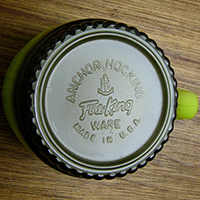 ANCHOR HOCKING
Fire-King
WARE
MADE IN U.S.A.